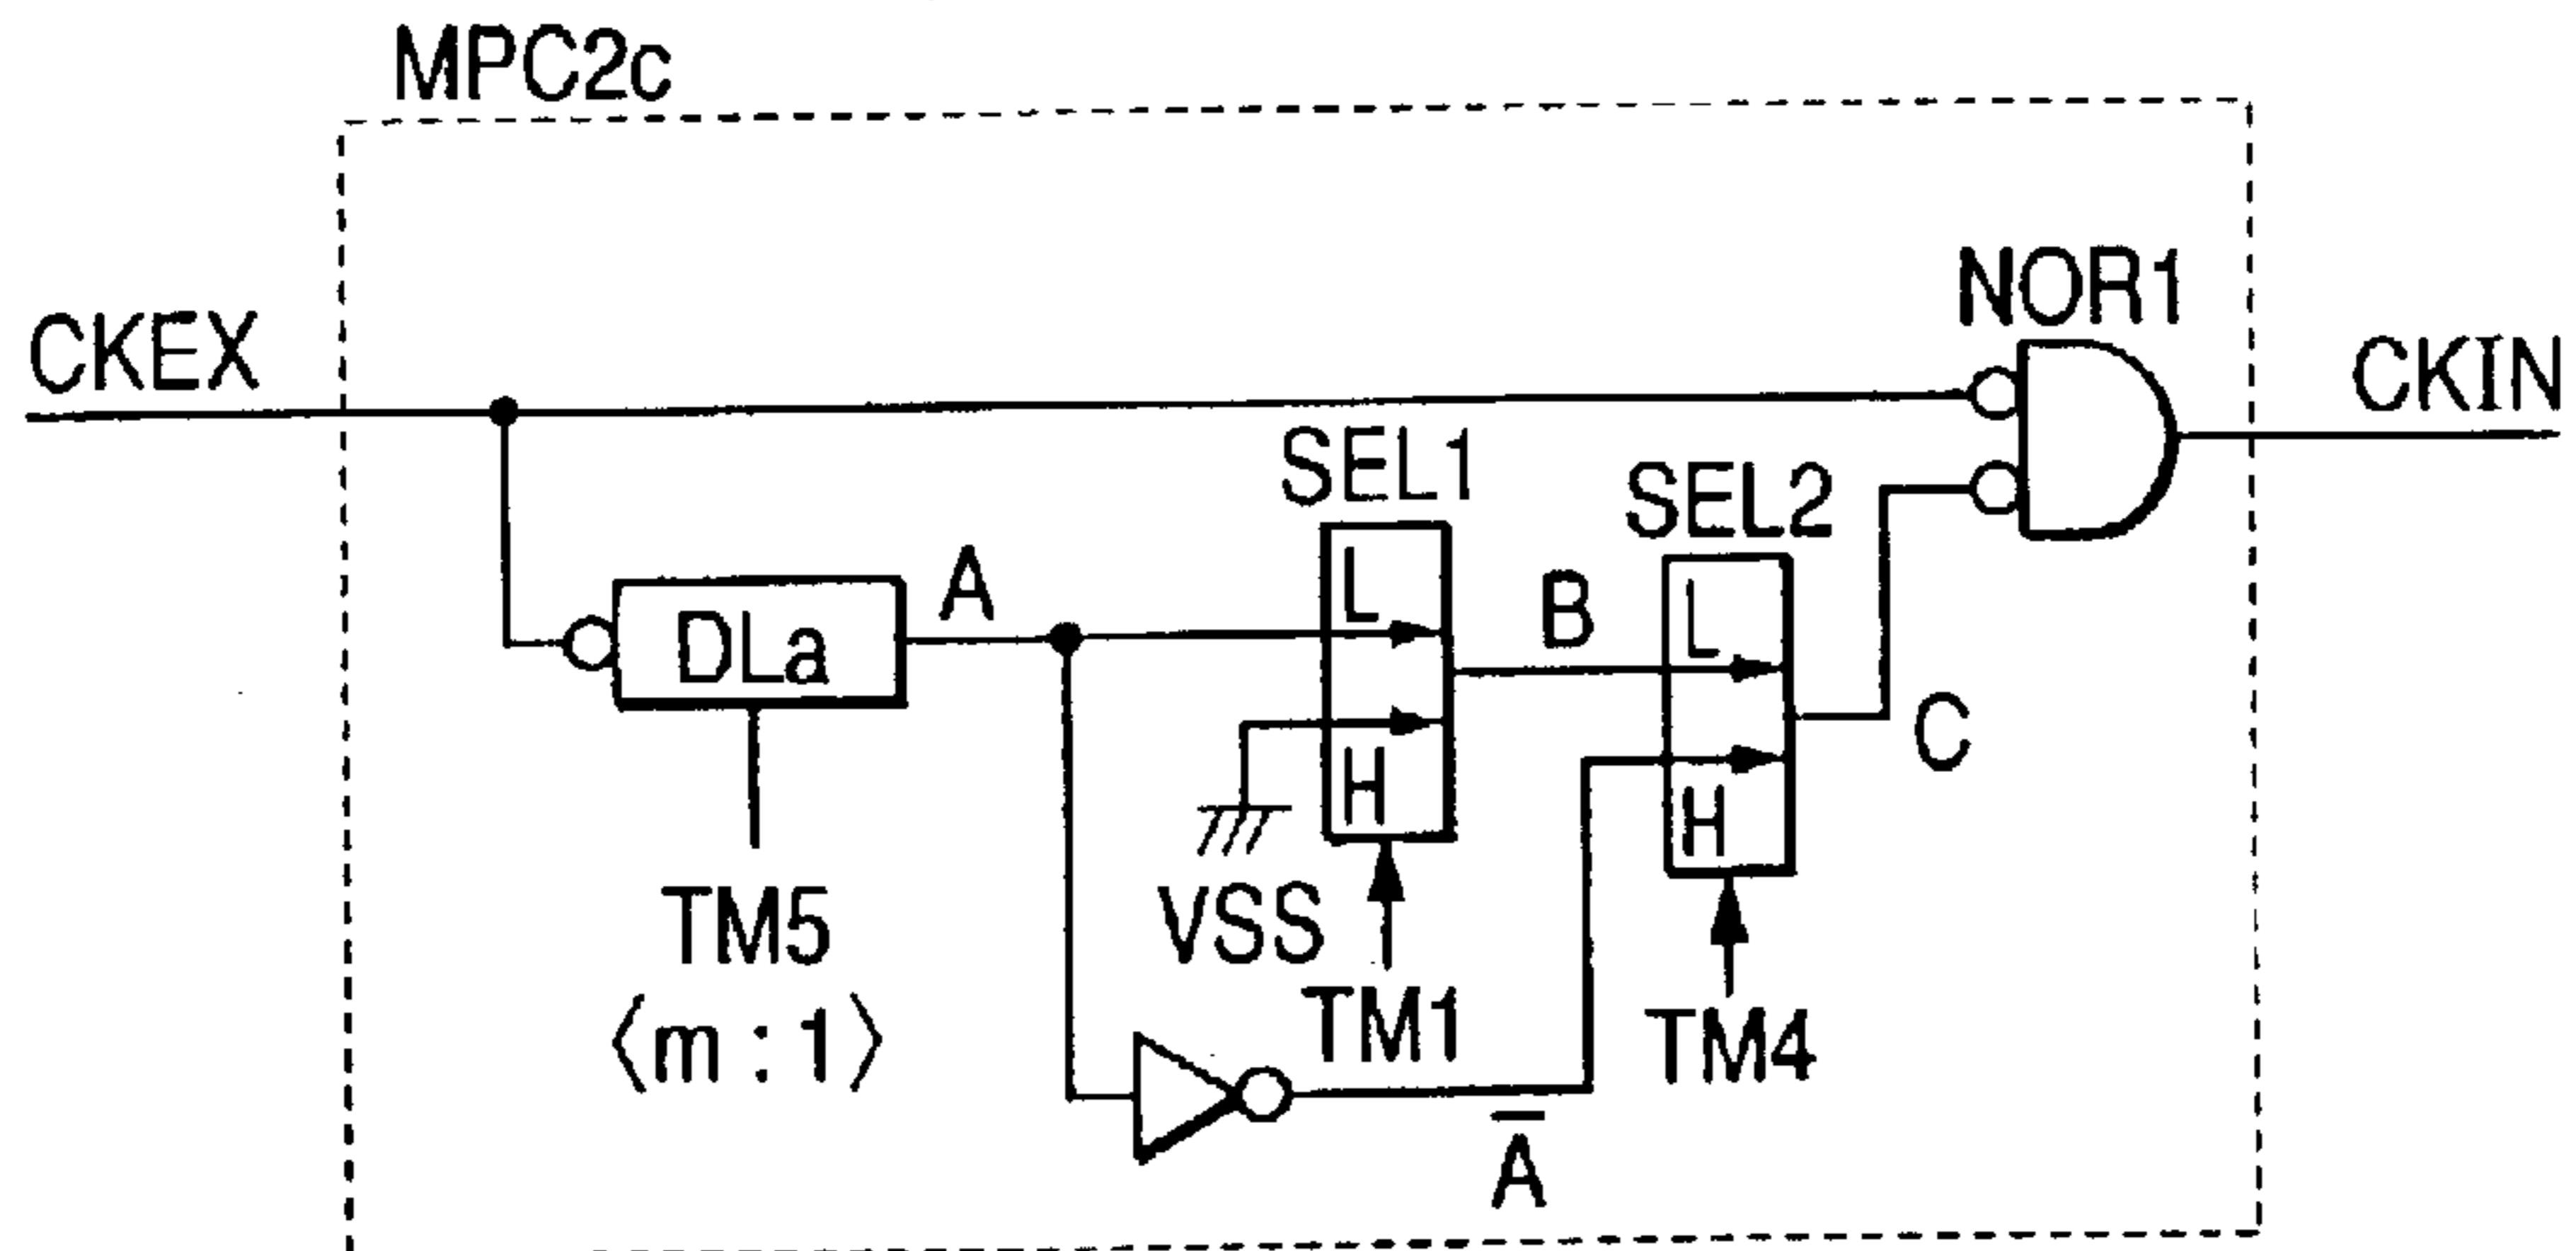 MPC2c
NOR1
CKEX
CKIN
SEL1
SEL2
L
L
A
B
DLa
C
H
H
VSS
TM5
⟨m : 1⟩
TM1
TM4
A̅